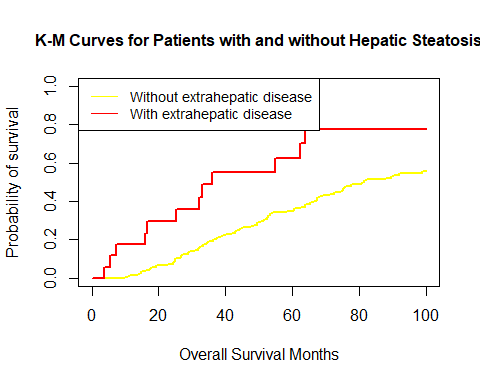 K-M Curves for Patients with and without Hepatic Steatosis
Without extrahepatic disease
With extrahepatic disease
Probability of survival
0.0 0.2 0.4 0.6 0.8 1.0
0 20 40 60 80 100
Overall Survival Months